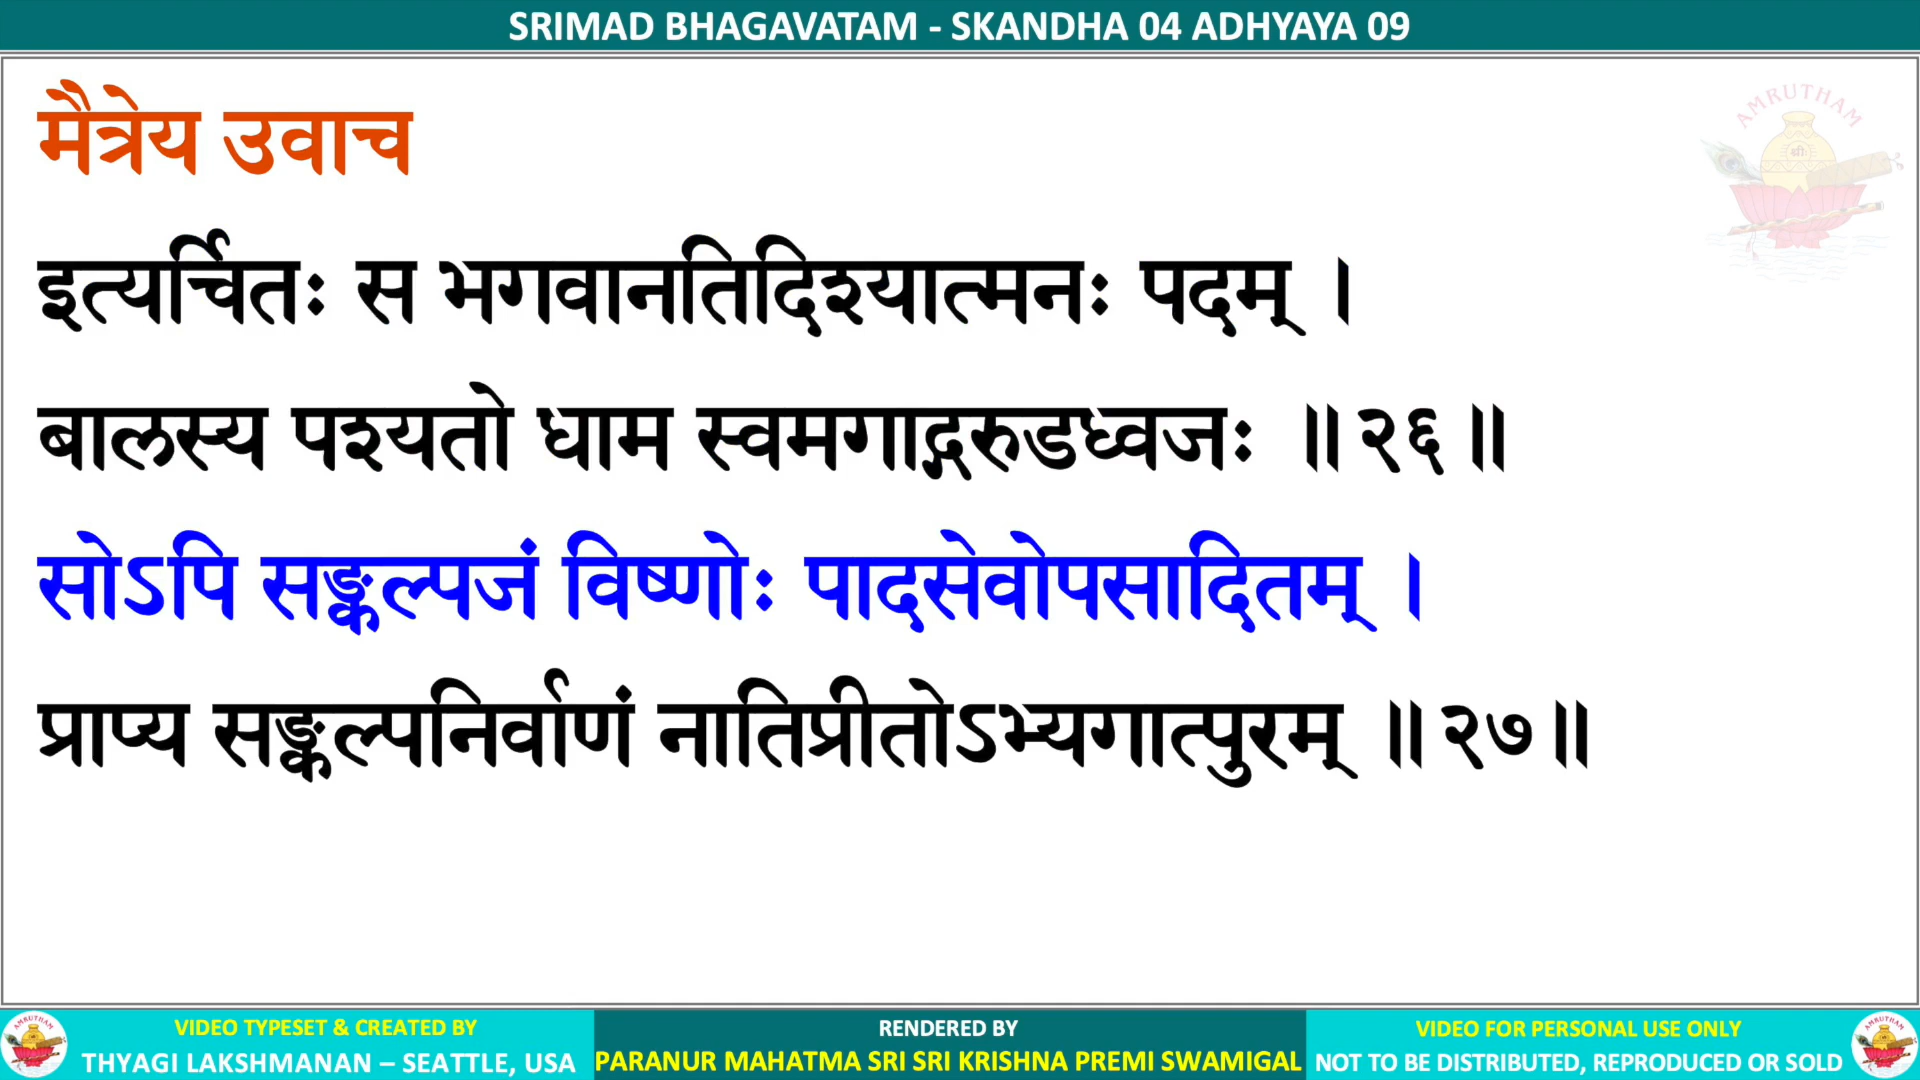 SRIMAD BHAGAVATAM - SKANDHA 04 ADHYAYA 09
AMRUTHAM
मैत्रेय उवाच
इत्यर्चितः स भगवानतिदिश्यात्मनः पदम् ।
बालस्य पश्यतो धाम स्वमगाद्गरुडध्वजः ॥२६॥
सोऽपि सङ्कल्पजं विष्णोः पादसेवोपसादितम् ।
प्राप्य सङ्कल्पनिर्वाणं नातिप्रीतोऽभ्यगात्पुरम् ॥२७॥
VIDEO TYPESET & CREATED BY
THYAGI LAKSHMANAN – SEATTLE, USA
RENDERED BY
PARANUR MAHATMA SRI SRI KRISHNA PREMI SWAMIGAL
VIDEO FOR PERSONAL USE ONLY
NOT TO BE DISTRIBUTED, REPRODUCED OR SOLD